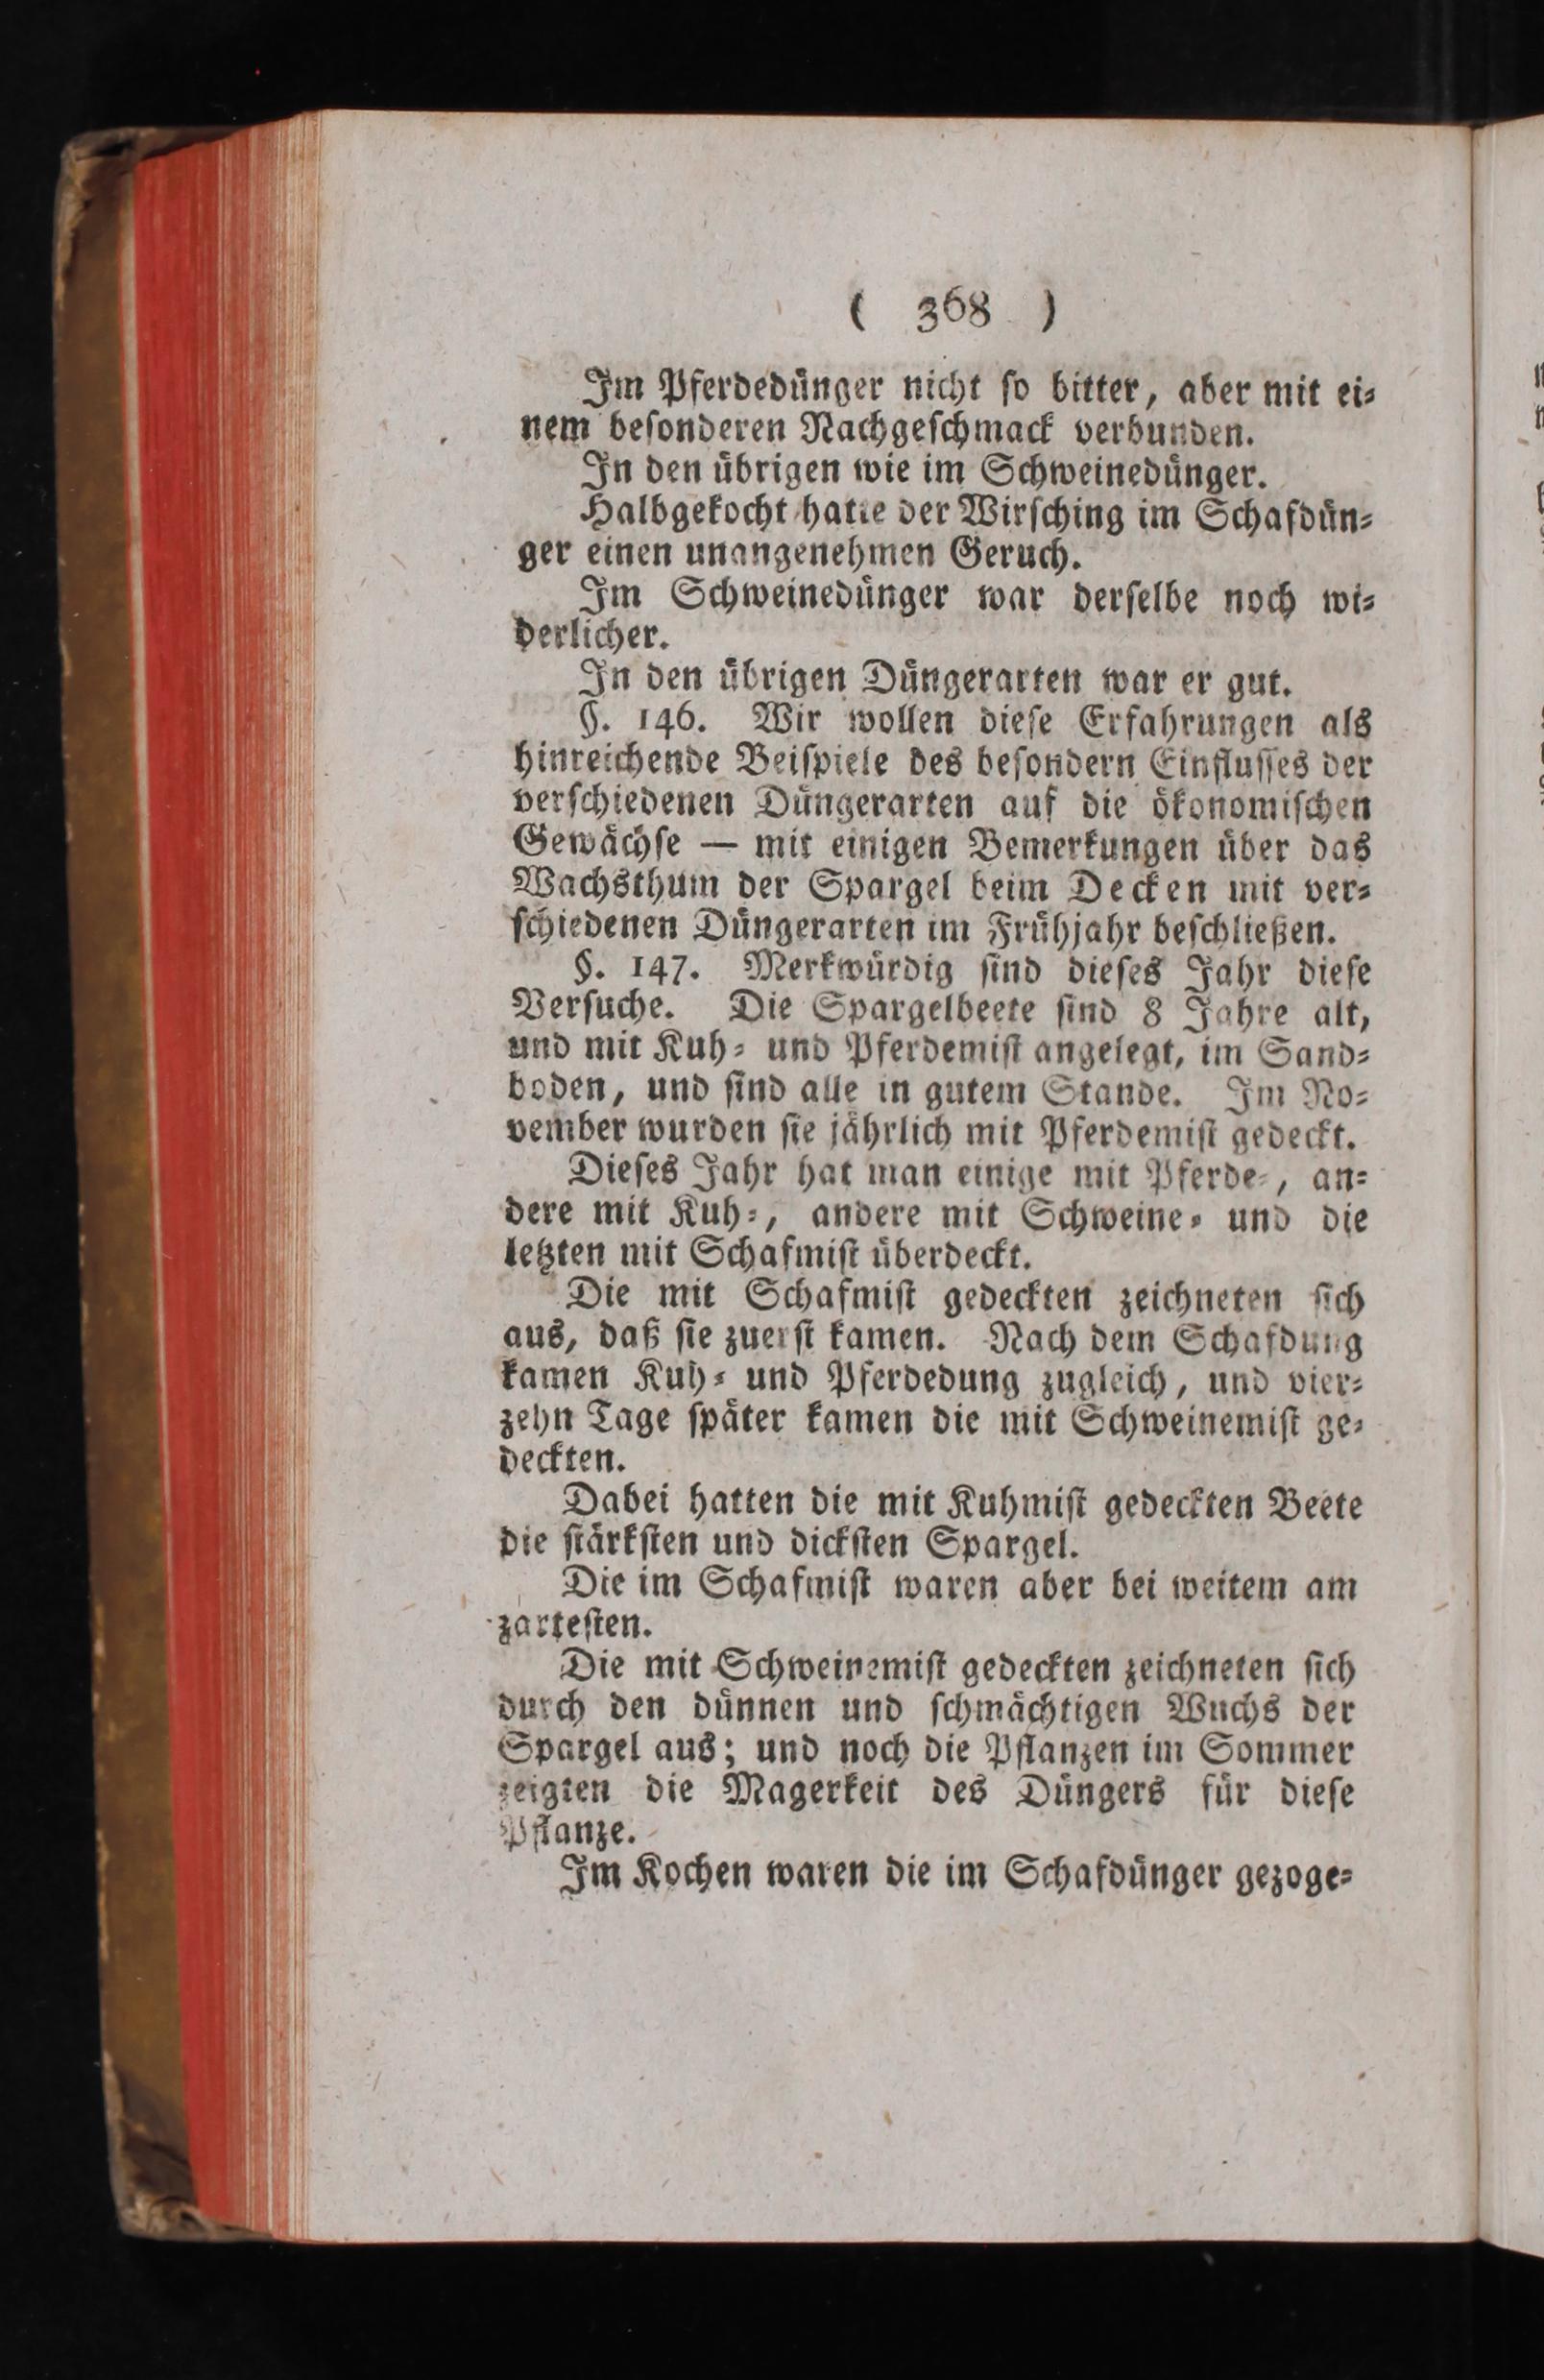 ( 368 )
Im Pferdedünger nicht ſo bitter, aber mit ei⸗
nem beſonderen Nachgeſchmack verbunden.
In den übrigen wie im Schweinedünger.
Halbgekocht hatte der Wirſching im Schafdün⸗
ger einen unangenehmen Geruch.
Im Schweinedünger war derſelbe noch wi⸗
derlicher.
In den übrigen Düngerarten war er gut.
§. 146. Wir wollen dieſe Erfahrungen als
hinreichende Beiſpiele des beſondern Einfluſſes der
verſchiedenen Düngerarten auf die ökonomiſchen
Gewächſe — mit einigen Bemerkungen über das
Wachsthum der Spargel beim Decken mit ver⸗
ſchiedenen Düngerarten im Frühjahr beſchließen.
§. 147. Merkwürdig ſind dieſes Jahr dieſe
Verſuche. Die Spargelbeete ſind 8 Jahre alt,
und mit Kuh⸗ und Pferdemiſt angelegt, im Sand⸗
boden, und ſind alle in gutem Stande. Im No⸗
vember wurden ſie jährlich mit Pferdemiſt gedeckt.
Dieſes Jahr hat man einige mit Pferde⸗, an⸗
dere mit Kuh⸗, andere mit Schweine⸗ und die
letzten mit Schafmiſt überdeckt.
Die mit Schafmiſt gedeckten zeichneten ſich
aus, daß ſie zuerſt kamen. Nach dem Schafdung
kamen Kuh⸗ und Pferdedung zugleich, und vier⸗
zehn Tage ſpäter kamen die mit Schweinemiſt ge⸗
deckten.
Dabei hatten die mit Kuhmiſt gedeckten Beete
die ſtärkſten und dickſten Spargel.
Die im Schafmiſt waren aber bei weitem am
zarteſten.
Die mit Schweinemiſt gedeckten zeichneten ſich
durch den dünnen und ſchmächtigen Wuchs der
Spargel aus; und noch die Pflanzen im Sommer
zeigten die Magerkeit des Düngers für dieſe
Pflanze.
Im Kochen waren die im Schafdünger gezoge⸗